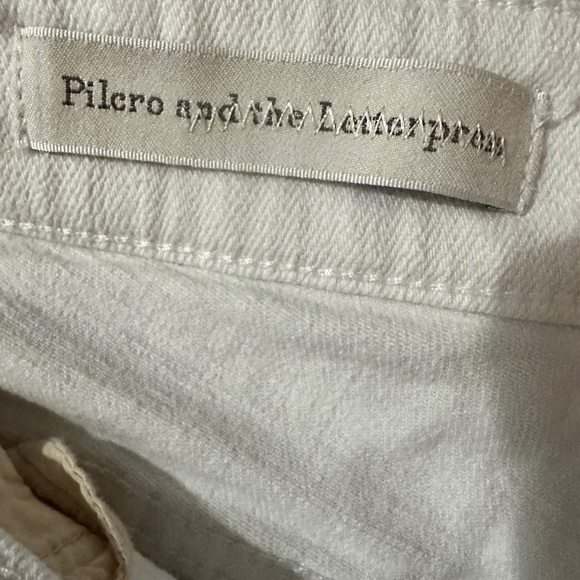 Pilcro and the Letterpress